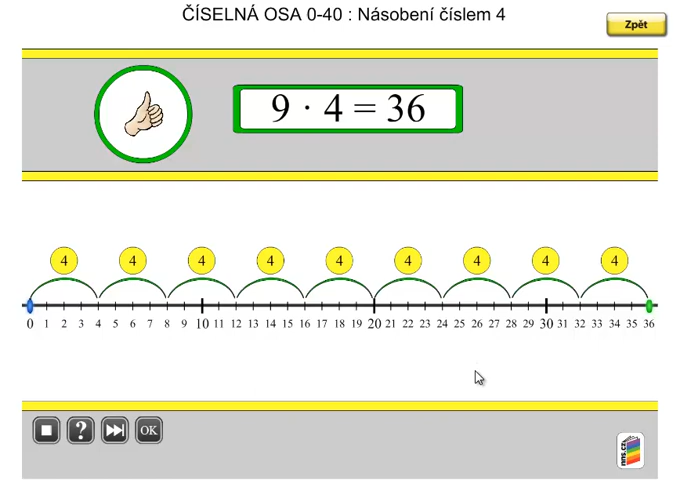 ČÍSELNÁ OSA 0-40 : Násobení číslem 4
Zpět
9 · 4 = 36
4 4 4 4 4 4 4 4 4
0 1 2 3 4 5 6 7 8 9 10 11 12 13 14 15 16 17 18 19 20 21 22 23 24 25 26 27 28 29 30 31 32 33 34 35 36
? OK
nns.cz